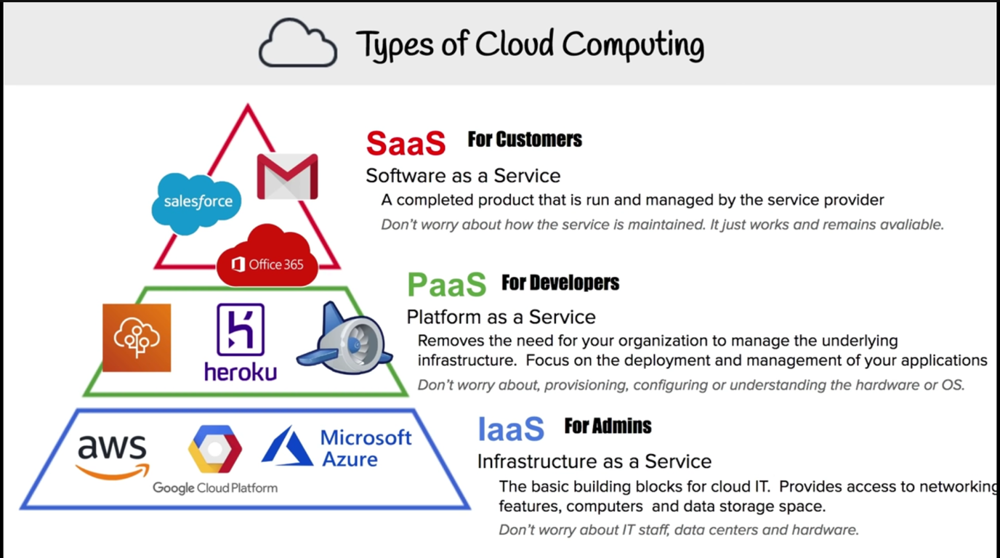 Types of Cloud Computing
SaaS For Customers
Software as a Service
A completed product that is run and managed by the service provider
Don't worry about how the service is maintained. It just works and remains avaliable.
salesforce
Office 365
PaaS For Developers
Platform as a Service
Removes the need for your organization to manage the underlying
infrastructure. Focus on the deployment and management of your applications
Don't worry about, provisioning, configuring or understanding the hardware or OS.
heroku
IaaS For Admins
Infrastructure as a Service
The basic building blocks for cloud IT. Provides access to networking
features, computers and data storage space.
Don't worry about IT staff, data centers and hardware.
aws
Google Cloud Platform
Microsoft
Azure